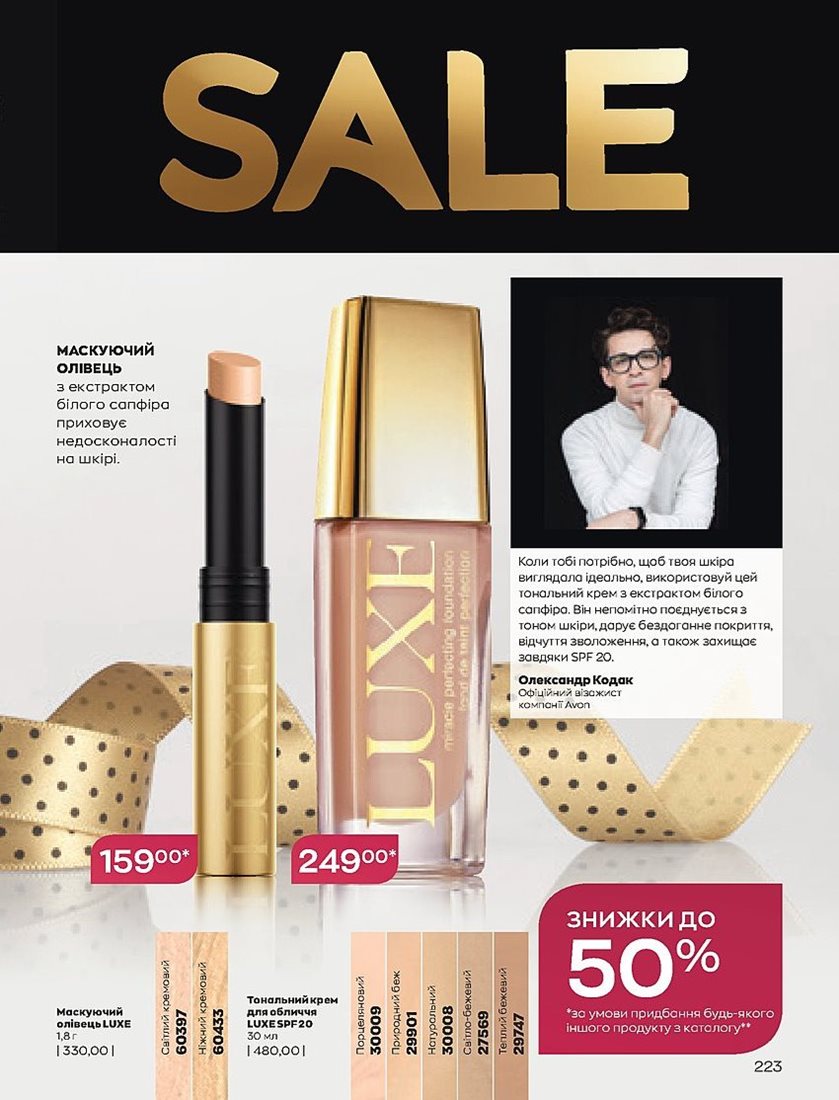 SALE
МАСКУЮЧИЙ
ОЛІВЕЦЬ
з екстрактом
білого сапфіра
приховує
недосконалості
на шкірі.
LUXE
LUXE
miracle perfecting foundation
fond de teint perfection
Коли тобі потрібно, щоб твоя шкіра
виглядала ідеально, використовуй цей
тональний крем з екстрактом білого
сапфіра. Він непомітно поєднується з
тоном шкіри, дарує бездоганне покриття,
відчуття зволоження, а також захищає
завдяки SPF 20.
Олександр Кодак
Офіційний візажист
компанії Avon
159⁰⁰*
249⁰⁰*
ЗНИЖКИ ДО
50%
*за умови придбання будь-якого
іншого продукту з каталогу**
Маскуючий
олівець LUXE
1,8 г
| 330,00 |
Світлий кремовий
60397
Ніжний кремовий
60433
Тональний крем
для обличчя
LUXE SPF 20
30 мл
| 480,00 |
Порцеляновий
30009
Природний беж
29901
Натуральний
30008
Світло-бежевий
27569
Теплий бежевий
29747
223